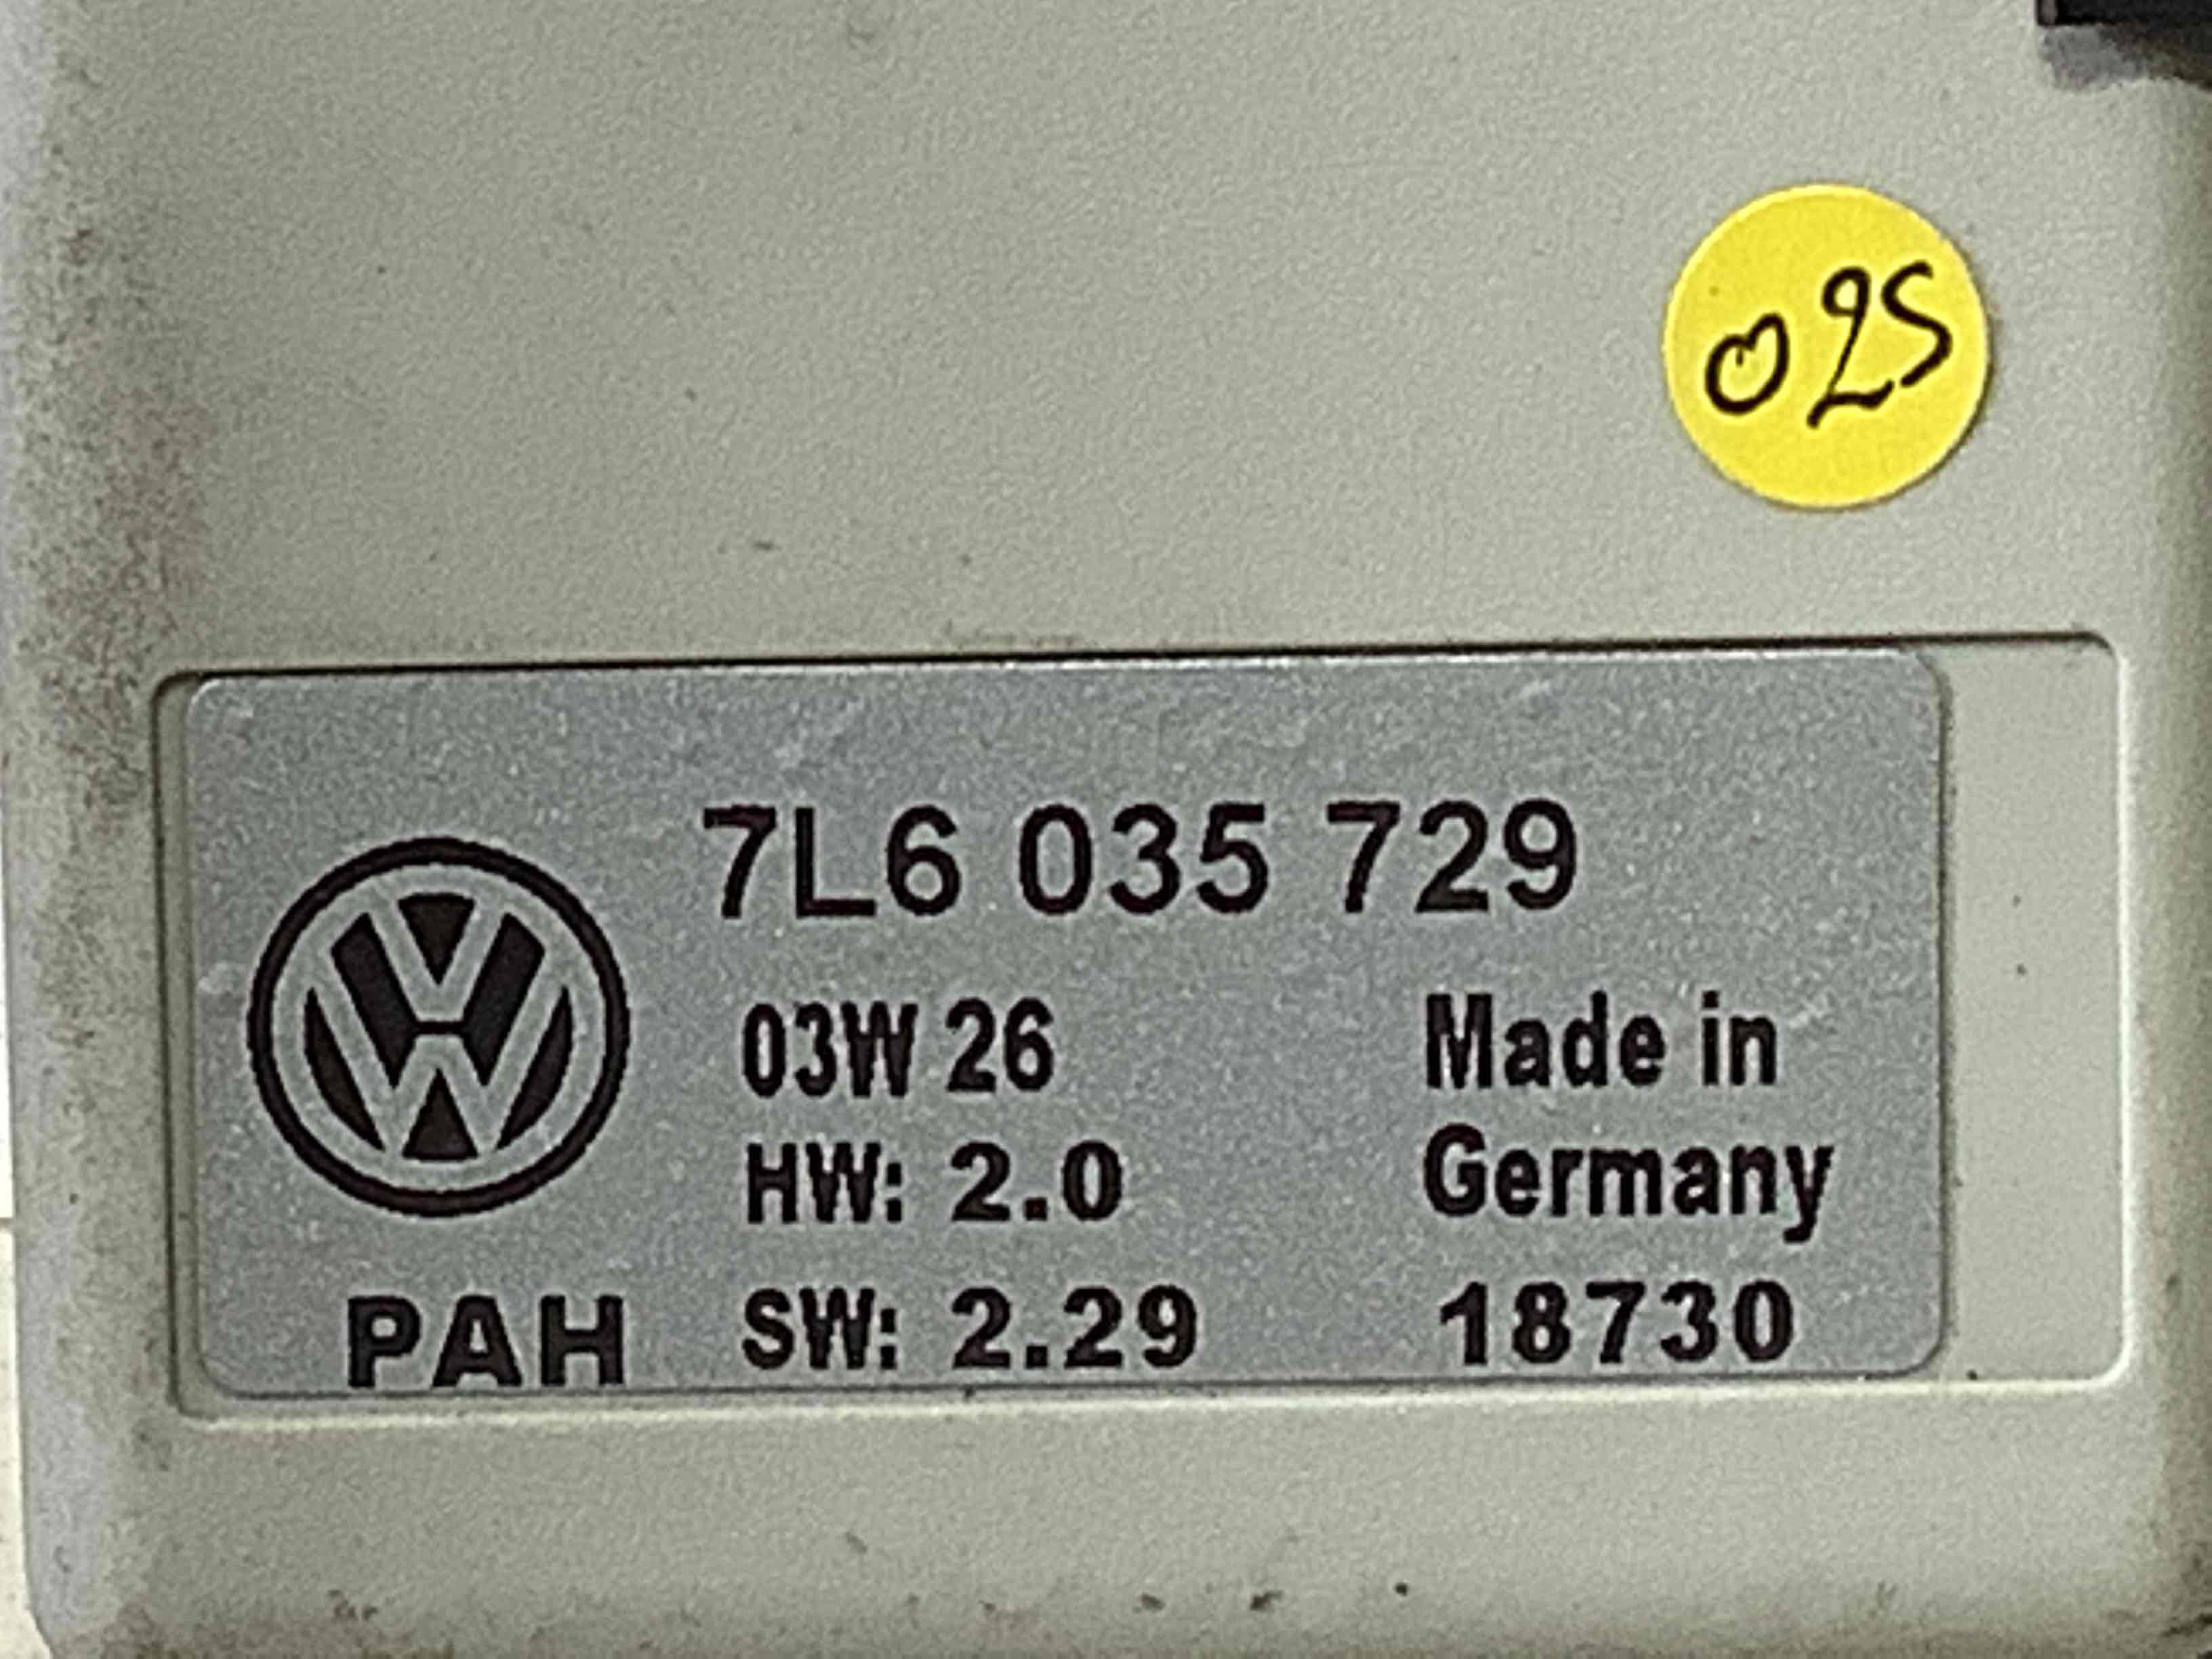 025
7L6 035 729
03W 26
Made in
HW: 2.0
Germany
PAH
SW: 2.29
18730